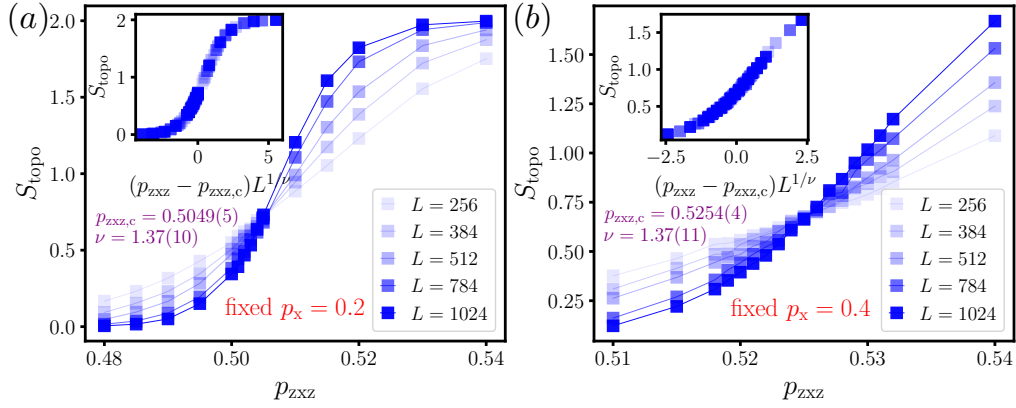 (a)
S_topo
2.0
1.5
1.0
0.5
0.0
0.48
0.50
0.52
0.54
p_zxz
S_topo
2
1
0
0
5
(p_zxz − p_zxz,c)L^{1/ν}
p_zxz,c = 0.5049(5)
ν = 1.37(10)
fixed p_x = 0.2
L = 256
L = 384
L = 512
L = 784
L = 1024
(b)
S_topo
1.50
1.25
1.00
0.75
0.50
0.25
0.51
0.52
0.53
0.54
p_zxz
S_topo
1.5
1.0
0.5
−2.5
0.0
2.5
(p_zxz − p_zxz,c)L^{1/ν}
p_zxz,c = 0.5254(4)
ν = 1.37(11)
fixed p_x = 0.4
L = 256
L = 384
L = 512
L = 784
L = 1024